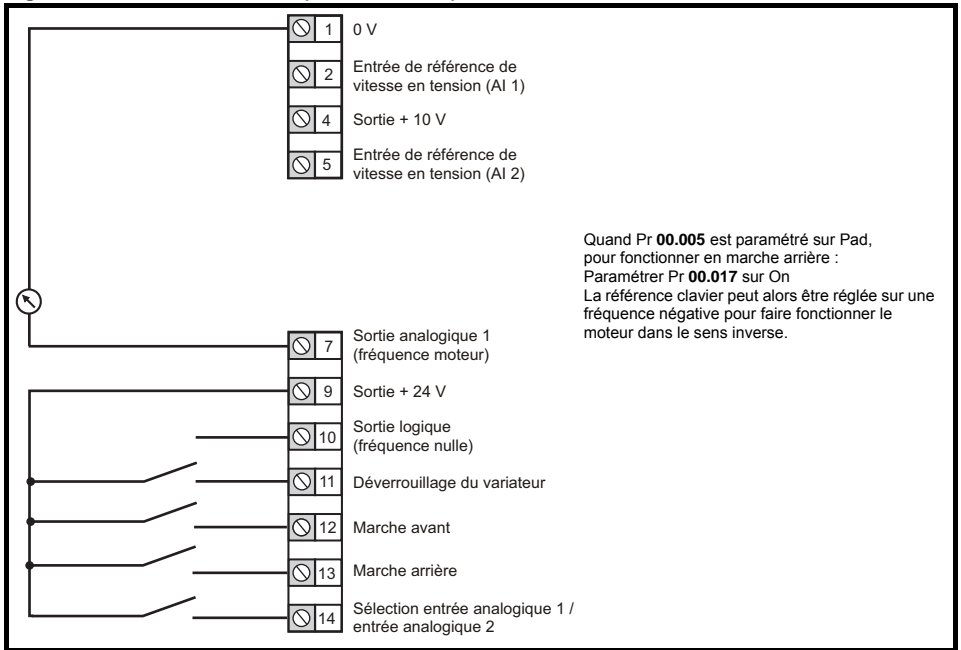 1 0 V
2 Entrée de référence de
vitesse en tension (AI 1)
4 Sortie + 10 V
5 Entrée de référence de
vitesse en tension (AI 2)
Quand Pr 00.005 est paramétré sur Pad,
pour fonctionner en marche arrière :
Paramétrer Pr 00.017 sur On
La référence clavier peut alors être réglée sur une
fréquence négative pour faire fonctionner le
moteur dans le sens inverse.
7 Sortie analogique 1
(fréquence moteur)
9 Sortie + 24 V
10 Sortie logique
(fréquence nulle)
11 Déverrouillage du variateur
12 Marche avant
13 Marche arrière
14 Sélection entrée analogique 1 /
entrée analogique 2